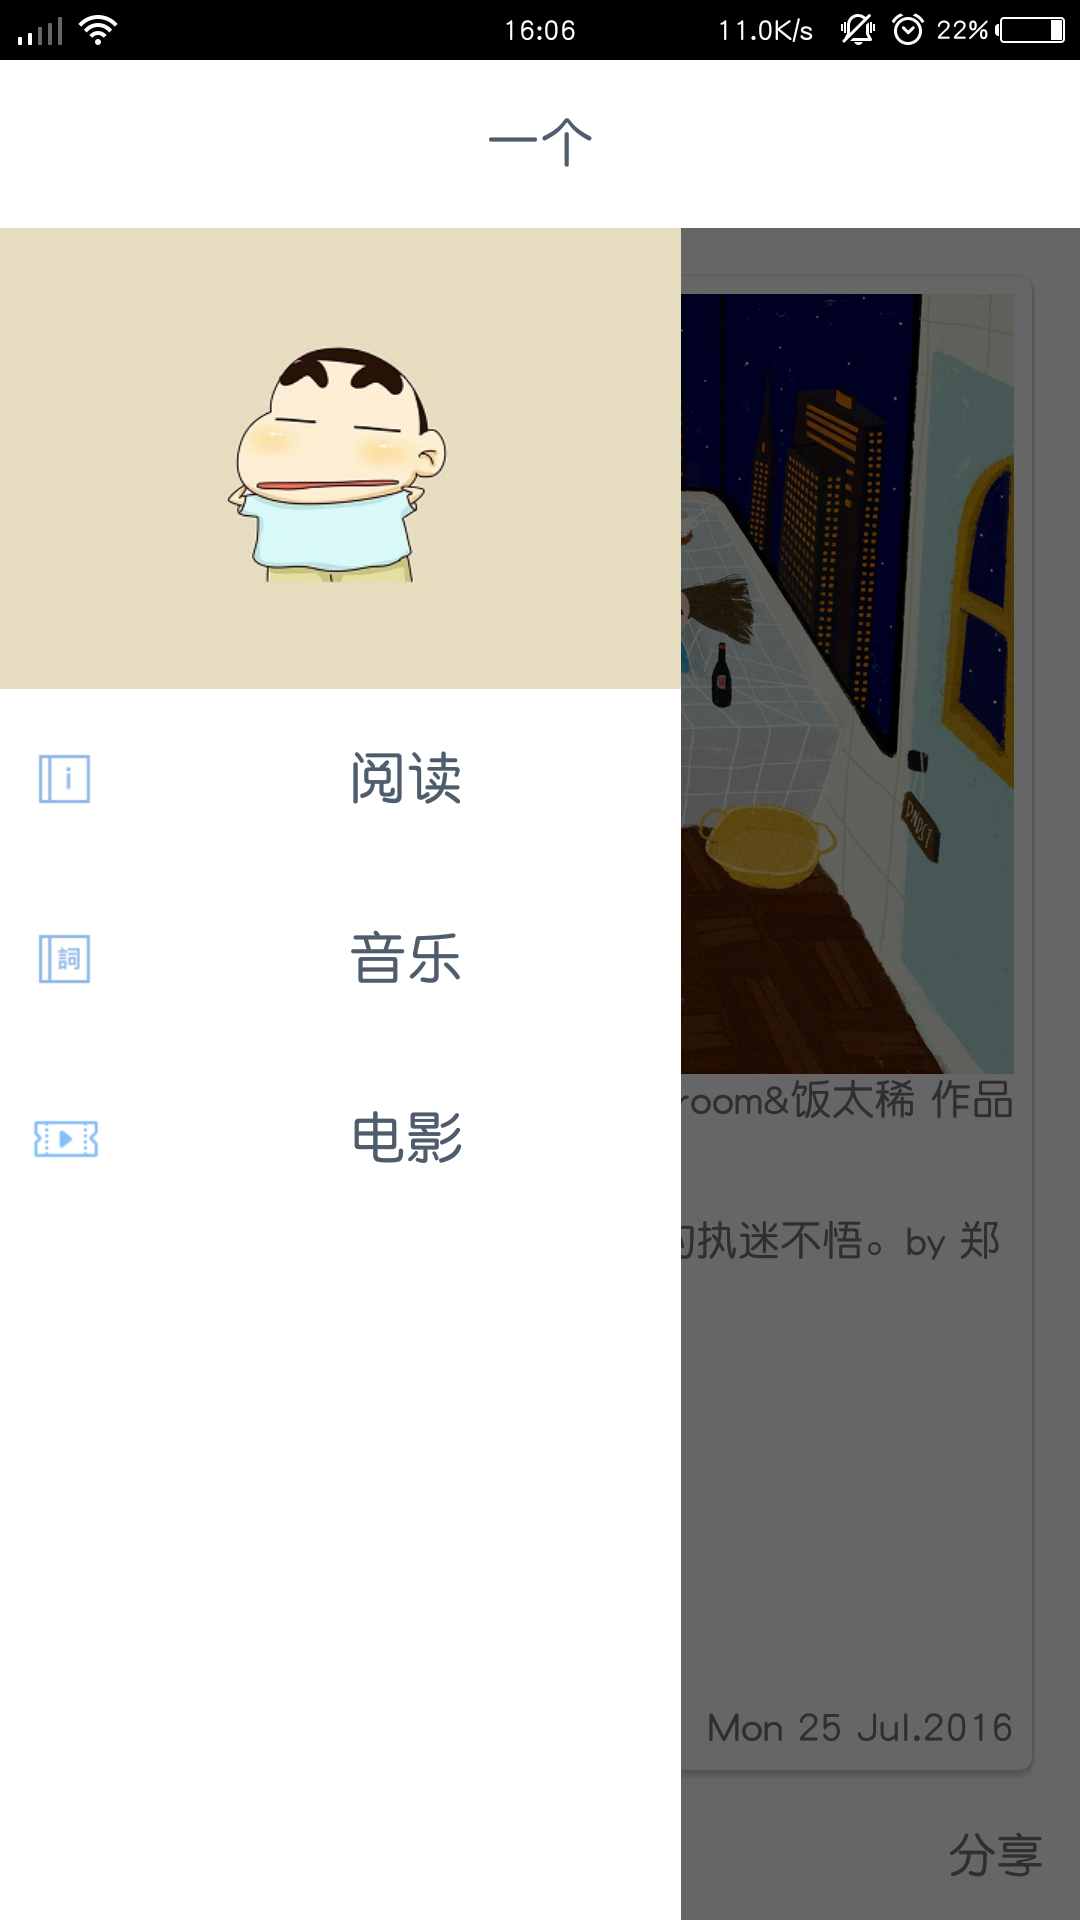 16:06 11.0K/s 22%
一个
DNDST
阅读
詞 音乐
电影
room&饭太稀 作品
执迷不悟。by 郑
Mon 25 Jul.2016
分享